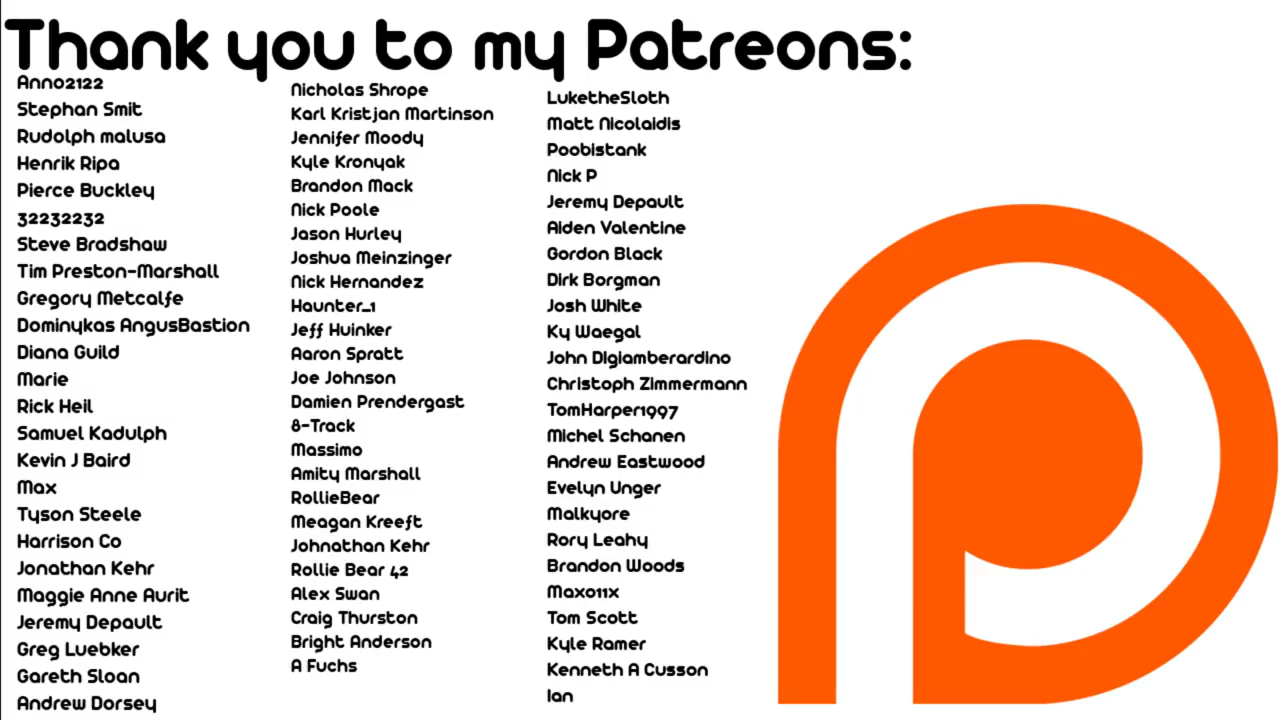 Thank you to my Patreons:
Anno2122
Stephan Smit
Rudolph malusa
Henrik Ripa
Pierce Buckley
32232232
Steve Bradshaw
Tim Preston-Marshall
Gregory Metcalfe
Dominykas AngusBastion
Diana Guild
Marie
Rick Heil
Samuel Kadulph
Kevin J Baird
Max
Tyson Steele
Harrison Co
Jonathan Kehr
Maggie Anne Aurit
Jeremy Depault
Greg Luebker
Gareth Sloan
Andrew Dorsey
Nicholas Shrope
Karl Kristjan Martinson
Jennifer Moody
Kyle Kronyak
Brandon Mack
Nick Poole
Jason Hurley
Joshua Meinzinger
Nick Hernandez
Haunter_1
Jeff Huinker
Aaron Spratt
Joe Johnson
Damien Prendergast
8-Track
Massimo
Amity Marshall
RollieBear
Meagan Kreeft
Johnathan Kehr
Rollie Bear 42
Alex Swan
Craig Thurston
Bright Anderson
A Fuchs
LuketheSloth
Matt Nicolaidis
Poobistank
Nick P
Jeremy Depault
Aiden Valentine
Gordon Black
Dirk Borgman
Josh White
Ky Waegal
John Digiamberardino
Christoph Zimmermann
TomHarper1997
Michel Schanen
Andrew Eastwood
Evelyn Unger
Malkyore
Rory Leahy
Brandon Woods
Max011x
Tom Scott
Kyle Ramer
Kenneth A Cusson
Ian